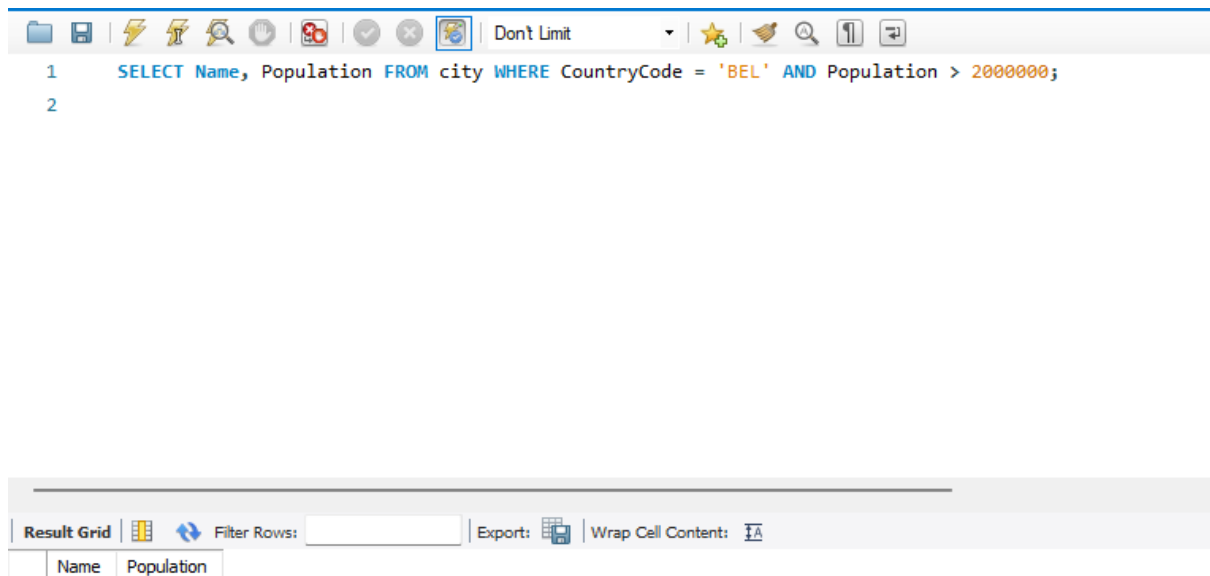 Don't Limit
1 SELECT Name, Population FROM city WHERE CountryCode = 'BEL' AND Population > 2000000;
2
Result Grid Filter Rows: Export: Wrap Cell Content: IA
Name Population